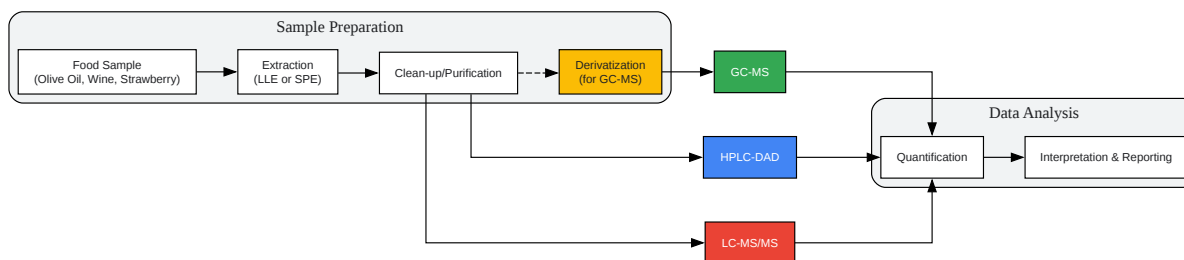 Sample Preparation
Food Sample
(Olive Oil, Wine, Strawberry)
Extraction
(LLE or SPE)
Clean-up/Purification
Derivatization
(for GC-MS)
GC-MS
HPLC-DAD
LC-MS/MS
Data Analysis
Quantification
Interpretation & Reporting